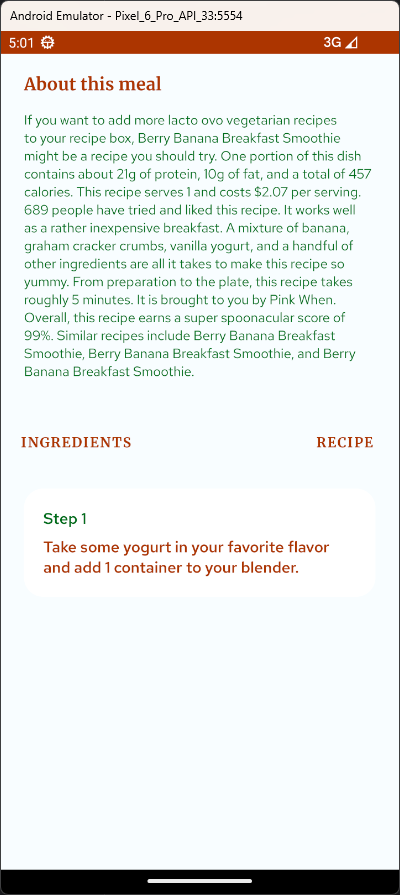 Android Emulator - Pixel_6_Pro_API_33:5554
5:01 3G
About this meal
If you want to add more lacto ovo vegetarian recipes
to your recipe box, Berry Banana Breakfast Smoothie
might be a recipe you should try. One portion of this dish
contains about 21g of protein, 10g of fat, and a total of 457
calories. This recipe serves 1 and costs $2.07 per serving.
689 people have tried and liked this recipe. It works well
as a rather inexpensive breakfast. A mixture of banana,
graham cracker crumbs, vanilla yogurt, and a handful of
other ingredients are all it takes to make this recipe so
yummy. From preparation to the plate, this recipe takes
roughly 5 minutes. It is brought to you by Pink When.
Overall, this recipe earns a super spoonacular score of
99%. Similar recipes include Berry Banana Breakfast
Smoothie, Berry Banana Breakfast Smoothie, and Berry
Banana Breakfast Smoothie.
INGREDIENTS RECIPE
Step 1
Take some yogurt in your favorite flavor
and add 1 container to your blender.